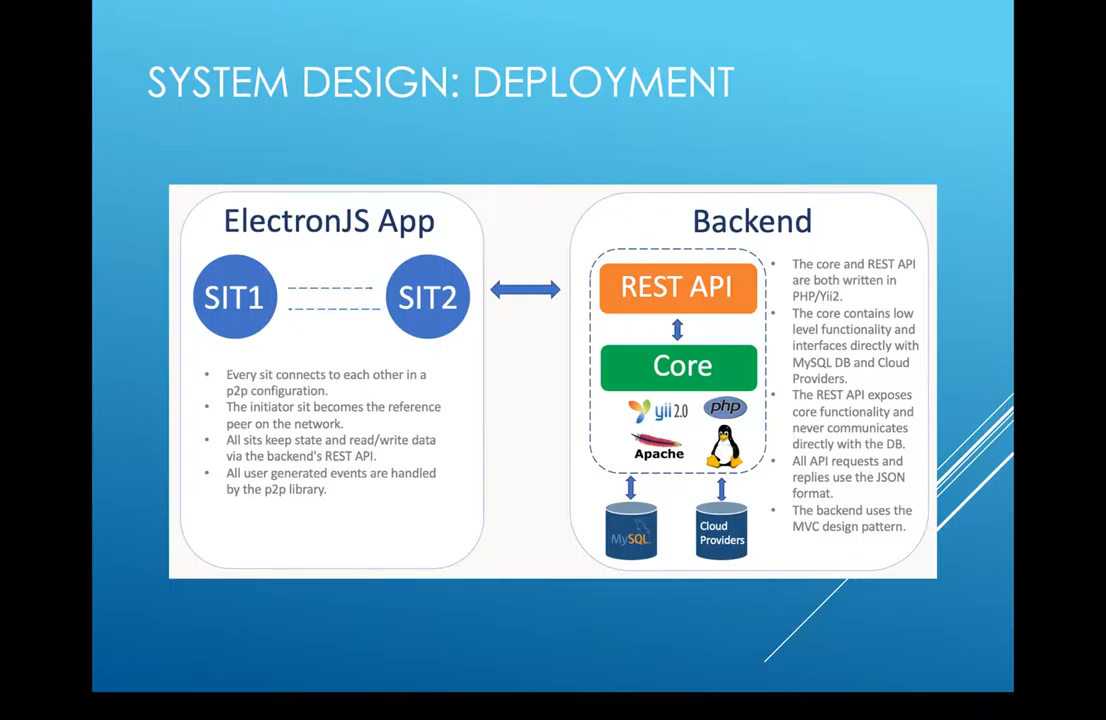 SYSTEM DESIGN: DEPLOYMENT
ElectronJS App
SIT1
SIT2
• Every sit connects to each other in a
p2p configuration.
• The initiator sit becomes the reference
peer on the network.
• All sits keep state and read/write data
via the backend's REST API.
• All user generated events are handled
by the p2p library.
Backend
REST API
Core
yii 2.0
php
Apache
MySQL
Cloud
Providers
• The core and REST API
are both written in
PHP/Yii2.
• The core contains low
level functionality and
interfaces directly with
MySQL DB and Cloud
Providers.
• The REST API exposes
core functionality and
never communicates
directly with the DB.
• All API requests and
replies use the JSON
format.
• The backend uses the
MVC design pattern.